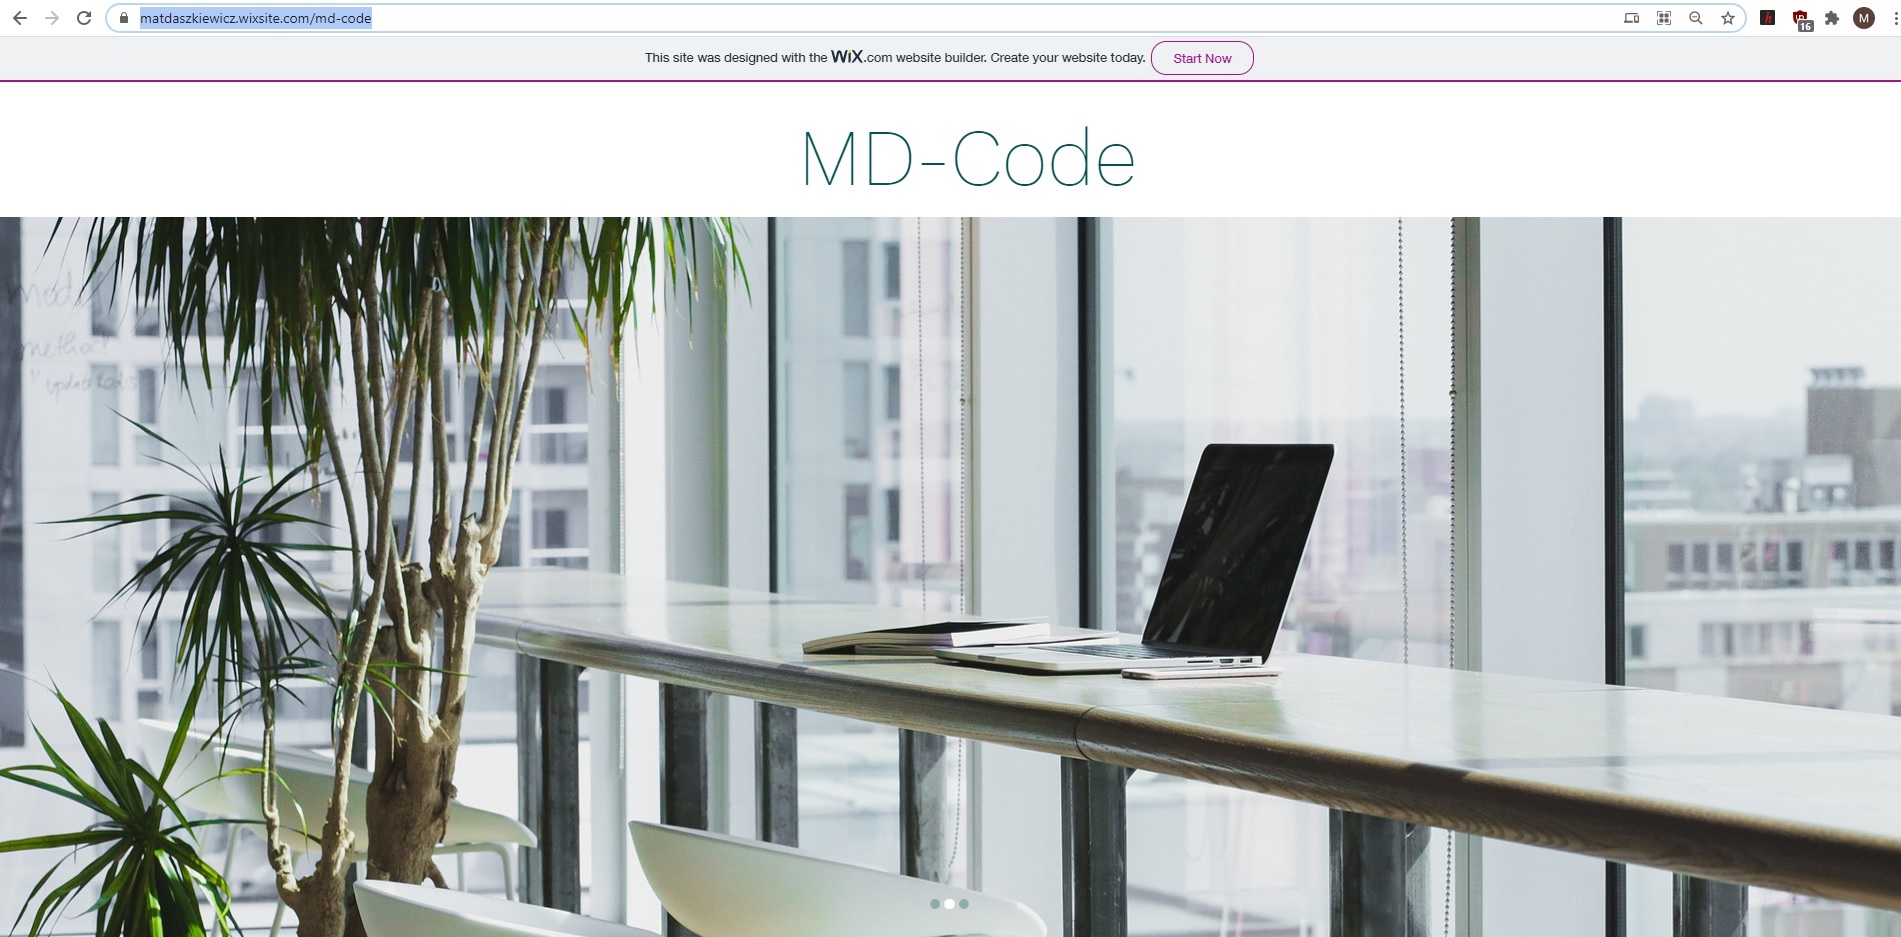 matdaszkiewicz.wixsite.com/md-code
16
M
This site was designed with the WiX.com website builder. Create your website today. Start Now
MD-Code
method